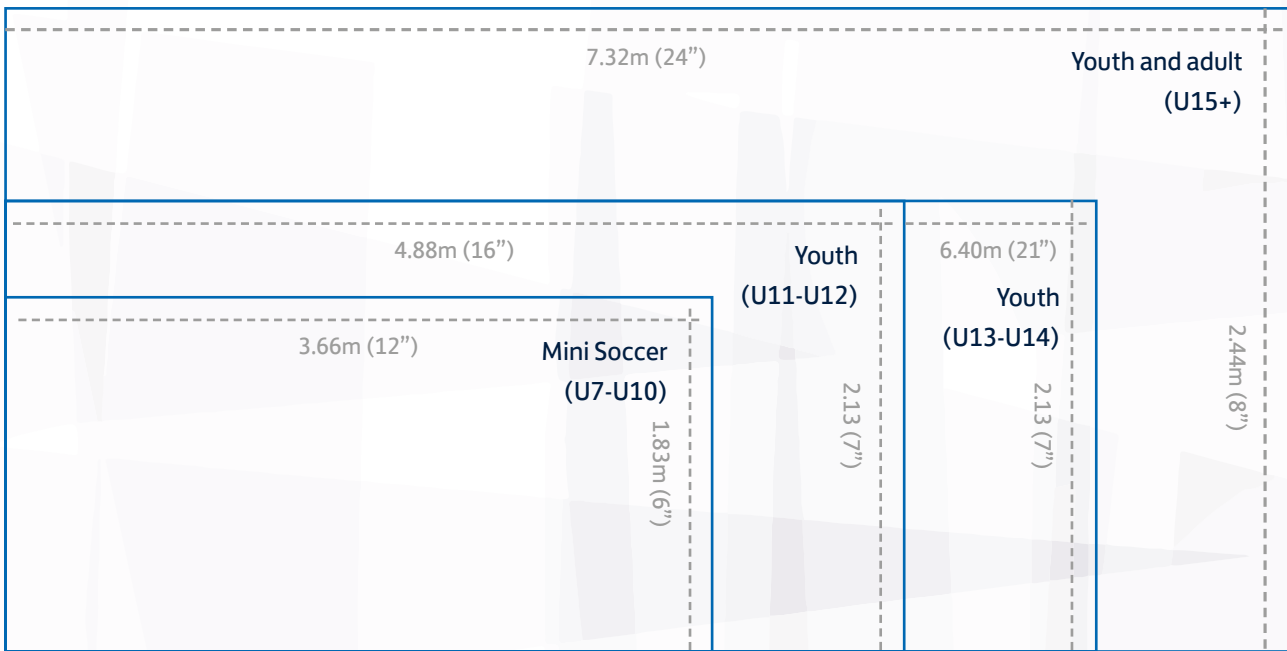 7.32m (24”)
Youth and adult
(U15+)
4.88m (16”)
Youth
(U11-U12)
6.40m (21”)
Youth
(U13-U14)
3.66m (12”)
Mini Soccer
(U7-U10)
1.83m (6”)
2.13 (7”)
2.13 (7”)
2.44m (8”)